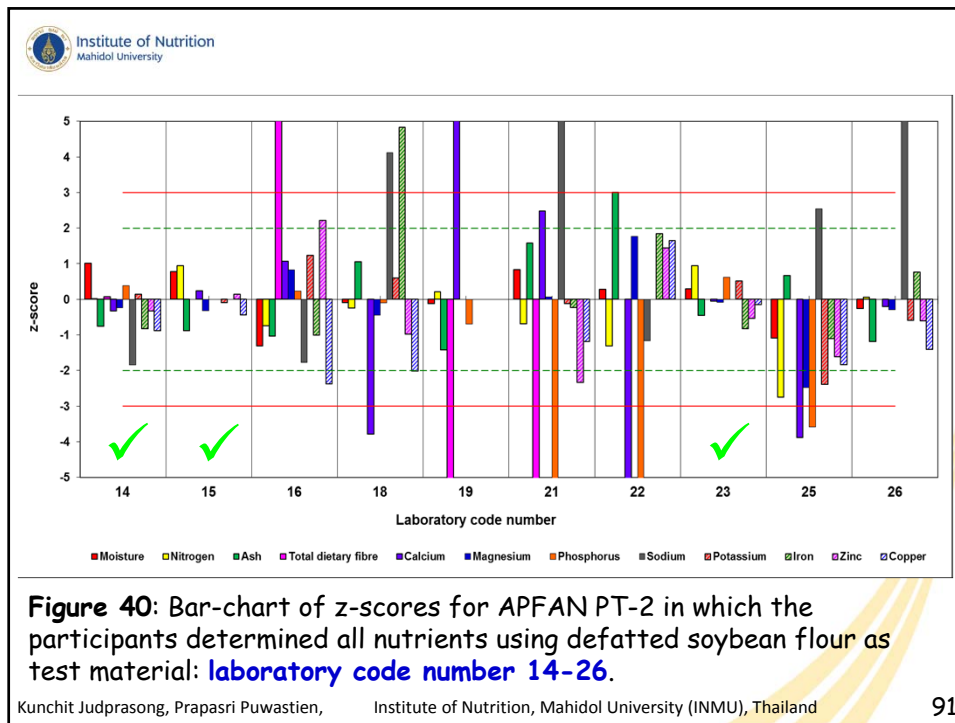 Institute of Nutrition
Mahidol University
5
4
3
2
1
0
-1
-2
-3
-4
-5
z-score
14 15 16 18 19 21 22 23 25 26
Laboratory code number
Moisture Nitrogen Ash Total dietary fibre Calcium Magnesium Phosphorus Sodium Potassium Iron Zinc Copper
Figure 40: Bar-chart of z-scores for APFAN PT-2 in which the
participants determined all nutrients using defatted soybean flour as
test material: laboratory code number 14-26.
Kunchit Judprasong, Prapasri Puwastien, Institute of Nutrition, Mahidol University (INMU), Thailand 91